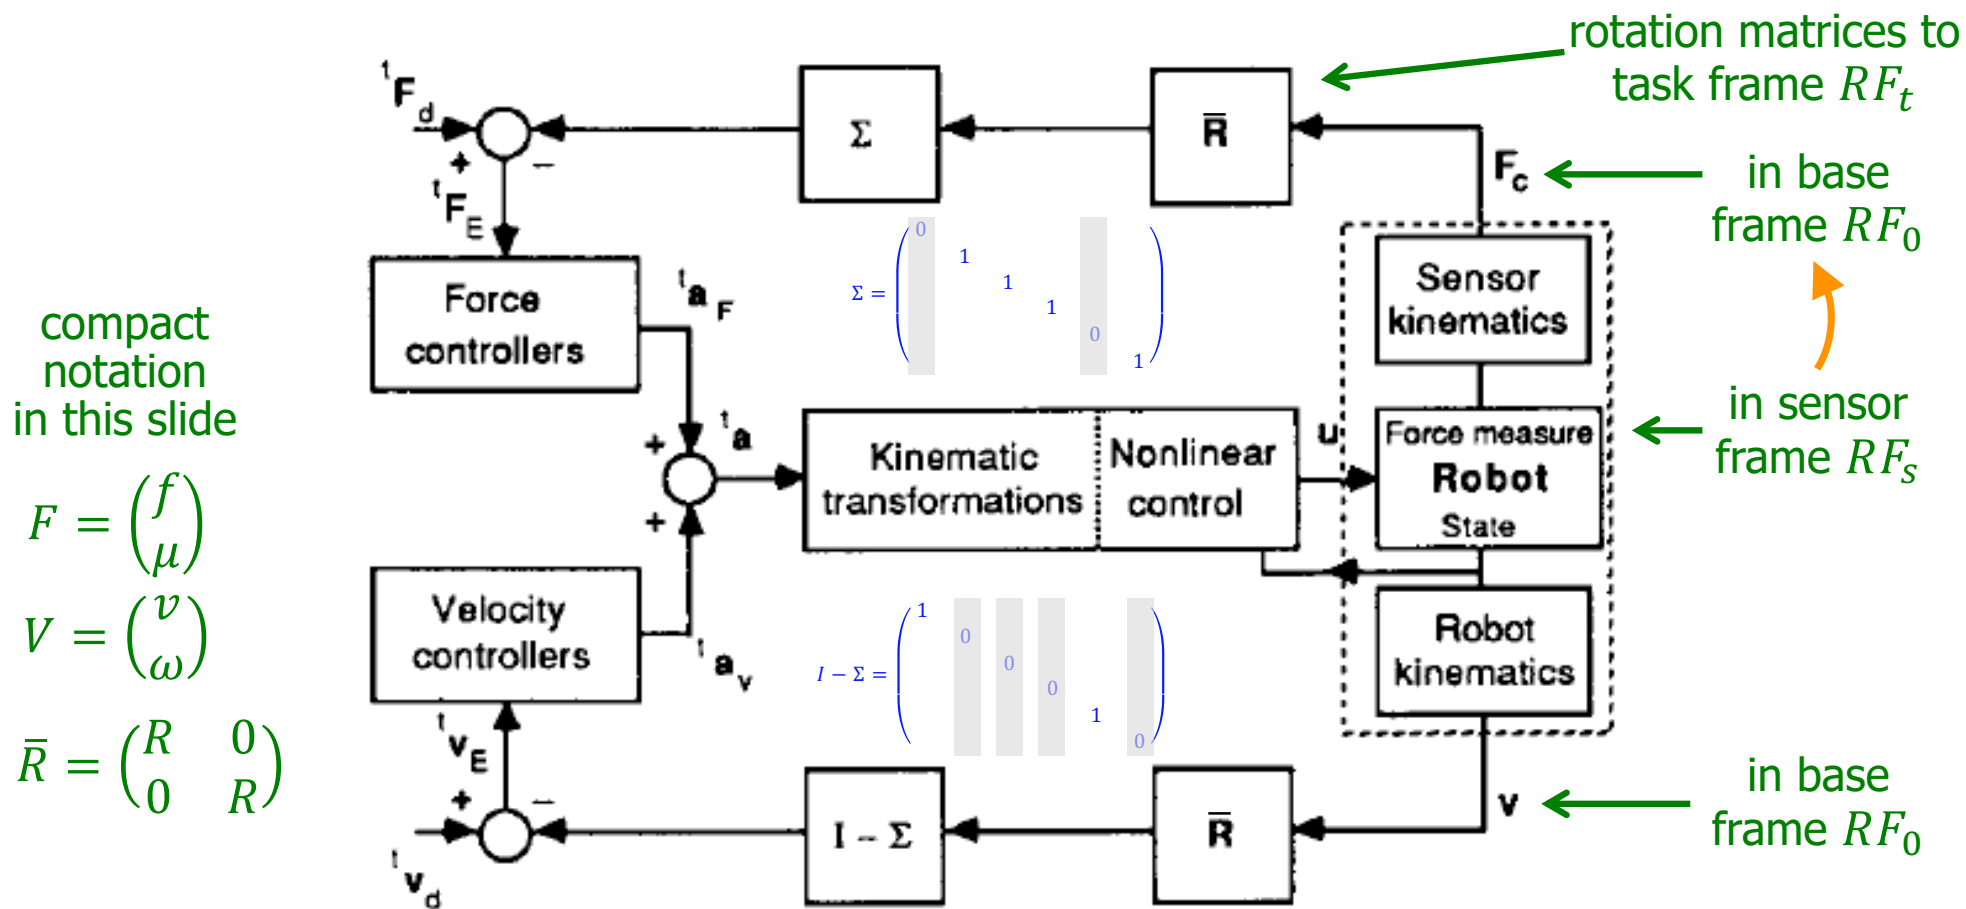 rotation matrices to
task frame RF_t
^tF_d
+
−
Σ
R̄
F_c
in base
frame RF_0
^tF_E
Force
controllers
^ta_F
Σ = ( 0 1 1 1 0 1 )
Sensor
kinematics
compact
notation
in this slide
F = ( f μ )
V = ( v ω )
R̄ = ( R 0 0 R )
+
+
^ta
Kinematic
transformations
Nonlinear
control
u
Force measure
Robot
State
in sensor
frame RF_s
Velocity
controllers
^ta_v
I − Σ = ( 1 0 0 0 1 0 )
Robot
kinematics
^tv_E
+
−
^tv_d
I − Σ
R̄
v
in base
frame RF_0